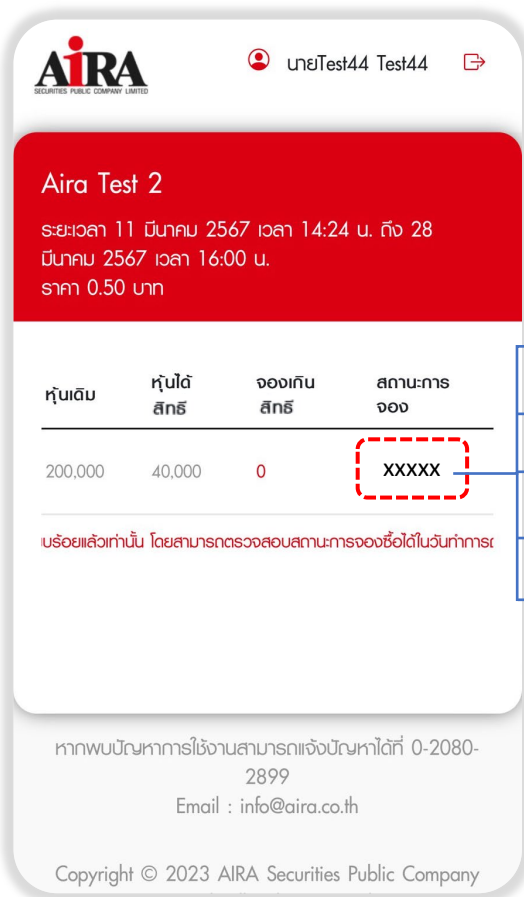 AiRA
SECURITIES PUBLIC COMPANY LIMITED
นายTest44 Test44
Aira Test 2
ระยะเวลา 11 มีนาคม 2567 เวลา 14:24 น. ถึง 28
มีนาคม 2567 เวลา 16:00 น.
ราคา 0.50 บาท
หุ้นเดิม หุ้นได้สิทธิ จองเกินสิทธิ สถานะการจอง
200,000 40,000 0 XXXXX
บร้อยแล้วเท่านั้น โดยสามารถตรวจสอบสถานะการจองซื้อได้ในวันทำการถ
หากพบปัญหาการใช้งานสามารถแจ้งปัญหาได้ที่ 0-2080-
2899
Email : info@aira.co.th
Copyright © 2023 AIRA Securities Public Company